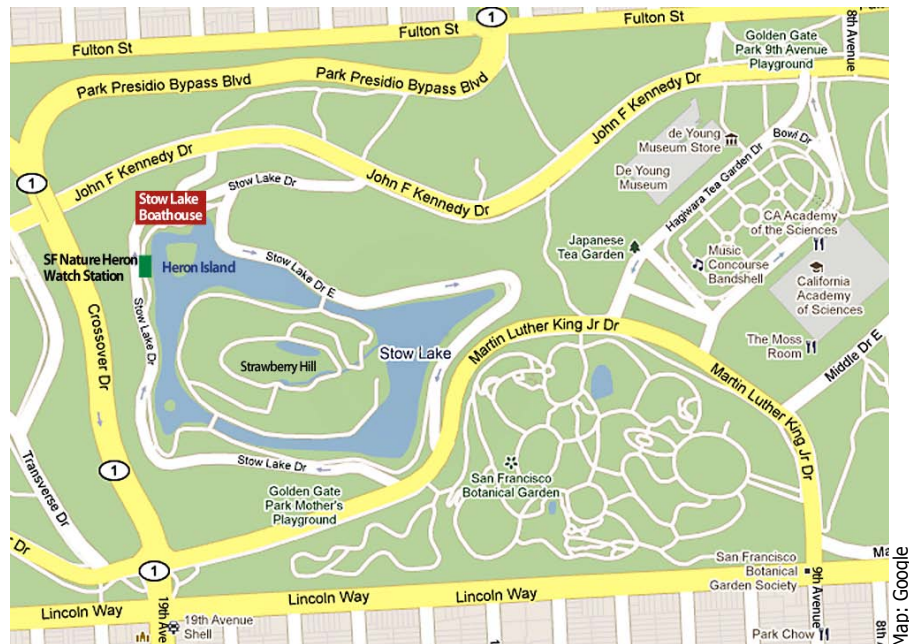 1
Fulton St
Fulton St
Fulton St
8th Avenue
Golden Gate
Park 9th Avenue
Playground
Park Presidio Bypass Blvd
Park Presidio Bypass Blvd
John F Kennedy Dr
de Young
Museum Store
De Young
Museum
Bowl Dr
Hagiwara Tea Garden Dr
John F Kennedy Dr
John F Kennedy Dr
1
Stow Lake Dr
Stow Lake
Boathouse
CA Academy
of the Sciences
Japanese
Tea Garden
Music
Concourse
Bandshell
SF Nature Heron
Watch Station
Heron Island
Stow Lake Dr E
California
Academy
of Sciences
Crossover Dr
Stow Lake Dr
Martin Luther King Jr Dr
The Moss
Room
Middle Dr E
Stow Lake
Strawberry Hill
Martin Luther King Jr Dr
Transverse Dr
1
Stow Lake Dr
San Francisco
Botanical Garden
Golden Gate
Park Mother's
Playground
Dr
San Francisco
Botanical
Garden Society
Ma
1
Lincoln Way
Lincoln Way
Lincoln Way
19th Ave
19th Avenue
Shell
9th Avenue
Park Chow
8th
Map: Google